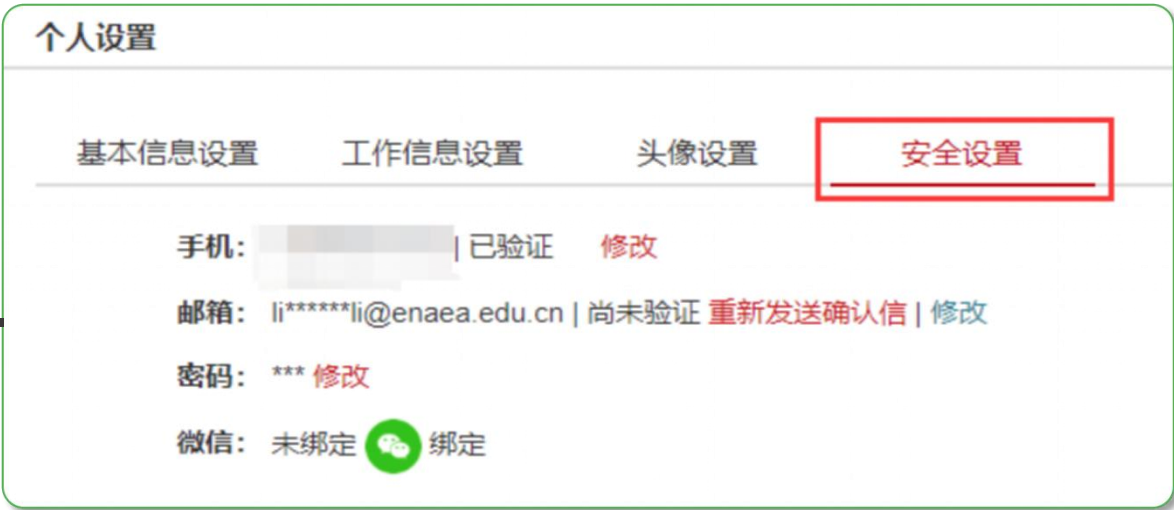 个人设置
基本信息设置 工作信息设置 头像设置 安全设置
手机: | 已验证 修改
邮箱: li******li@enaea.edu.cn | 尚未验证 重新发送确认信 | 修改
密码: *** 修改
微信: 未绑定 绑定